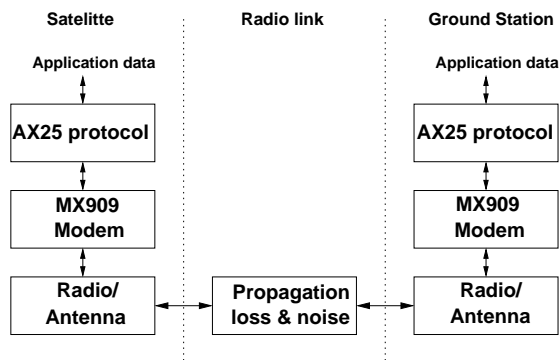 Satelitte
Radio link
Ground Station
Application data
Application data
AX25 protocol
AX25 protocol
MX909
Modem
MX909
Modem
Radio/
Antenna
Propagation
loss & noise
Radio/
Antenna